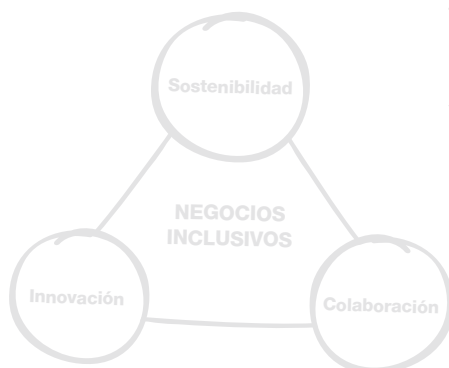 Sostenibilidad
NEGOCIOS
INCLUSIVOS
Innovación
Colaboración